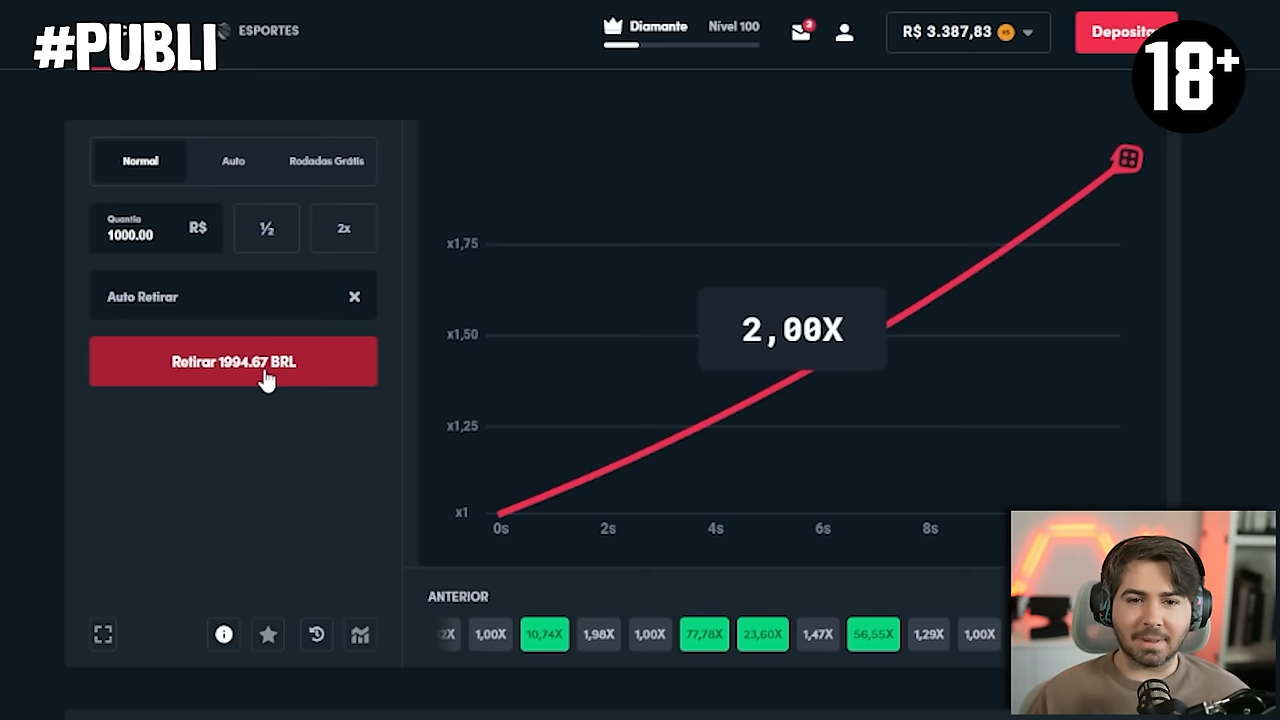 #PUBLI
ESPORTES
Diamante
Nível 100
3
R$ 3.387,83
R$
Deposita
18+
Normal
Auto
Rodadas Grátis
Quantia
1000.00
R$
½
2x
Auto Retirar
Retirar 1994.67 BRL
x1,75
x1,50
x1,25
x1
2,00X
0s
2s
4s
6s
8s
ANTERIOR
2X
1,00X
10,74X
1,98X
1,00X
77,78X
23,60X
1,47X
56,55X
1,29X
1,00X